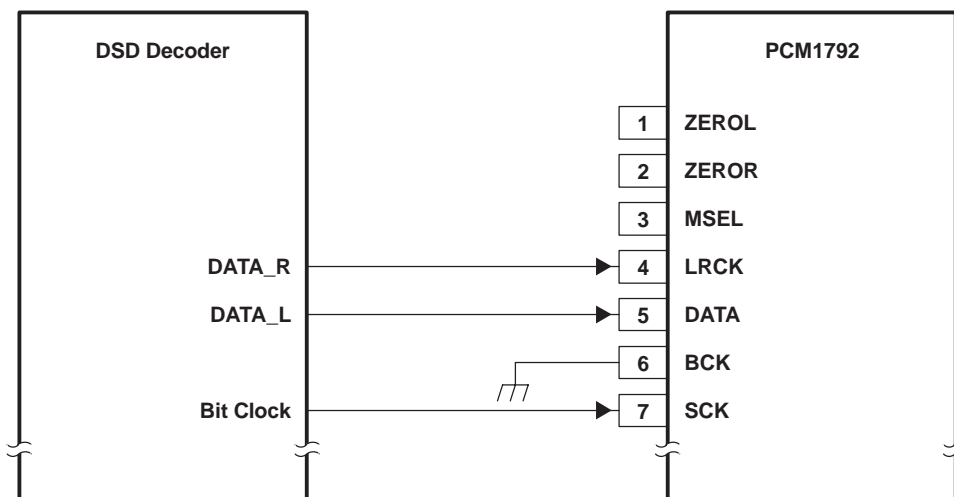 DSD Decoder
PCM1792
1 ZEROL
2 ZEROR
3 MSEL
DATA_R 4 LRCK
DATA_L 5 DATA
6 BCK
Bit Clock 7 SCK